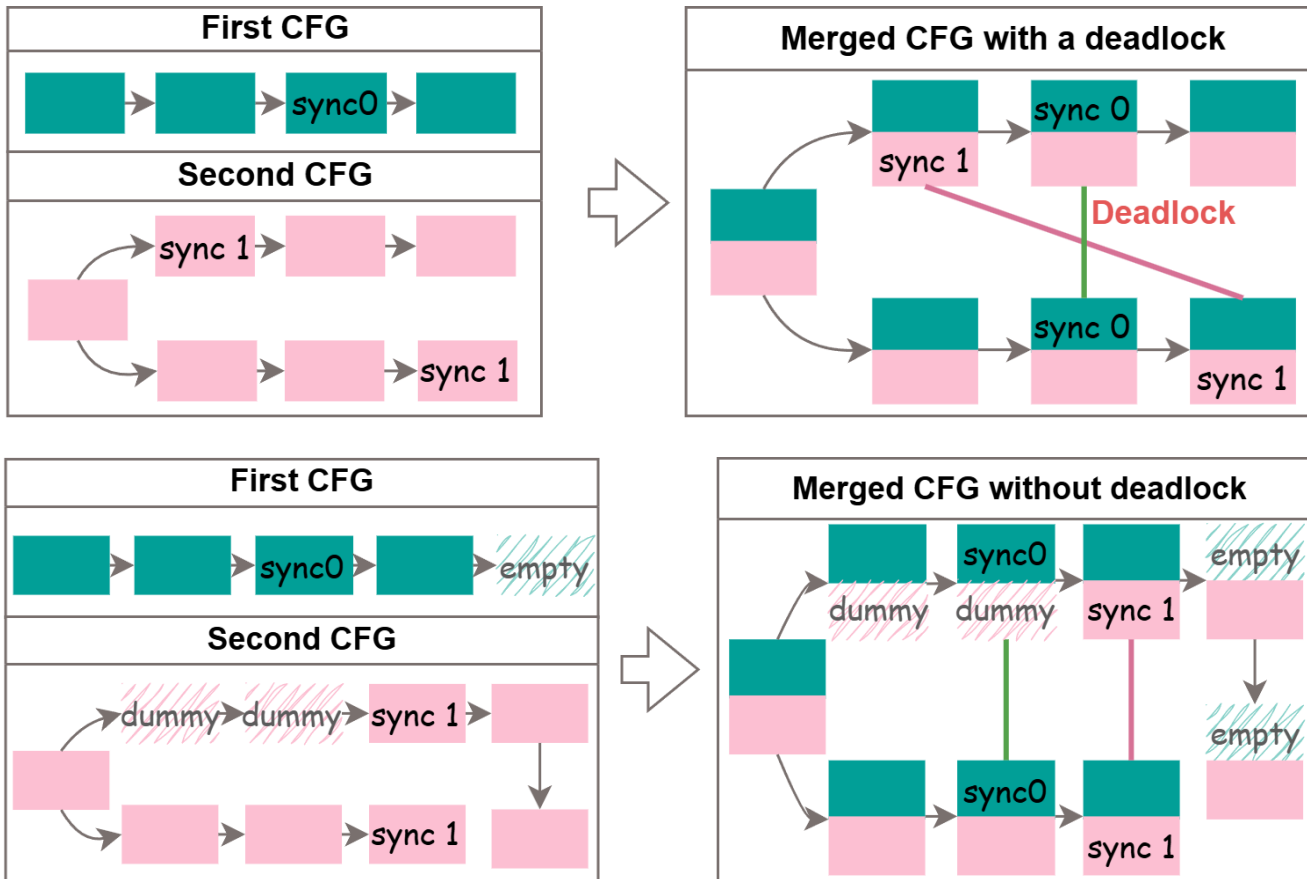 First CFG
sync0
Second CFG
sync 1
sync 1
Merged CFG with a deadlock
sync 0
sync 1
Deadlock
sync 0
sync 1
First CFG
sync0
empty
Second CFG
dummy
dummy
sync 1
sync 1
Merged CFG without deadlock
empty
sync0
dummy
dummy
sync 1
empty
sync0
sync 1